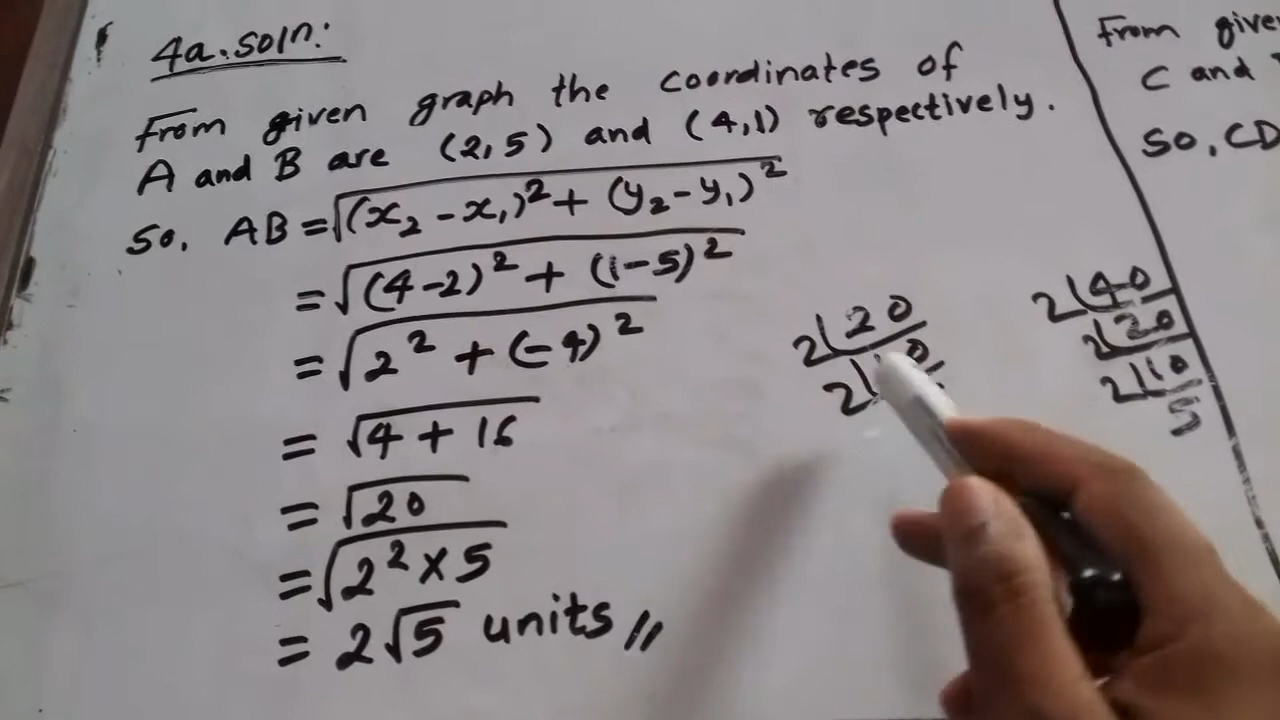 4a. soln:
From given graph the coordinates of
A and B are (2,5) and (4,1) respectively.
So, AB = √(x₂ - x₁)² + (y₂ - y₁)²
= √(4-2)² + (1-5)²
= √2² + (-4)²
= √4 + 16
= √20
= √2² × 5
= 2√5 units //
2 20
2
2 40
2 20
2 10
5
From
C and
So, CD